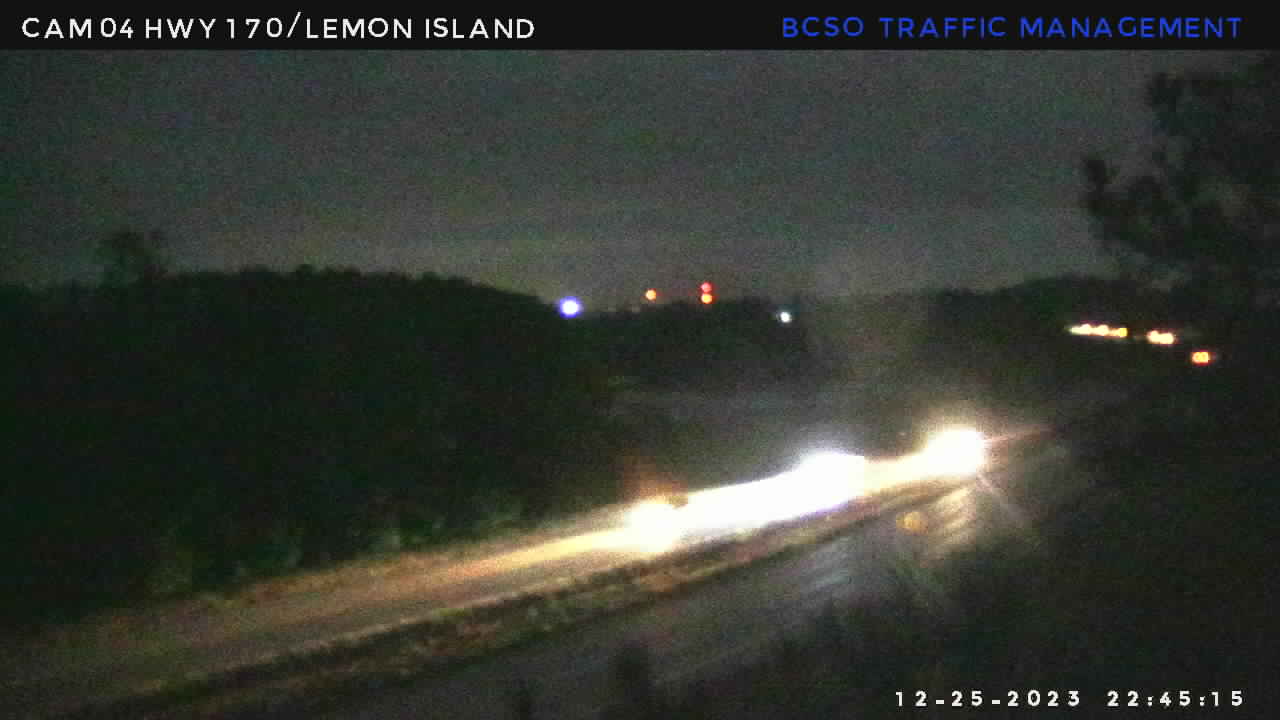 CAM04 HWY 170/LEMON ISLAND
BCSO TRAFFIC MANAGEMENT
12-25-2023 22:45:15